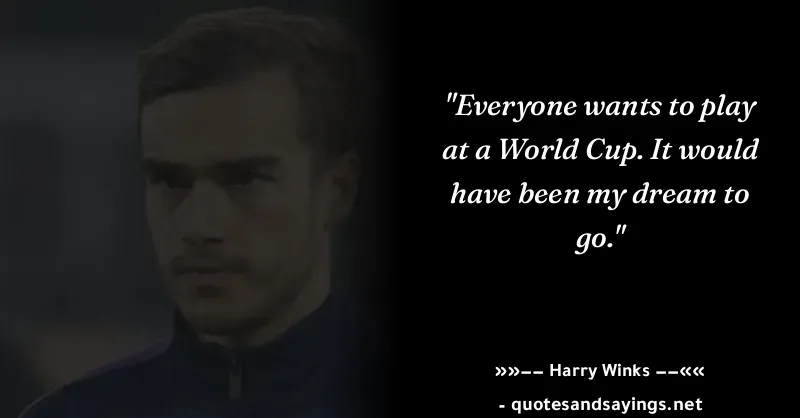 "Everyone wants to play
at a World Cup. It would
have been my dream to
go."
»»–– Harry Winks ––««
- quotesandsayings.net